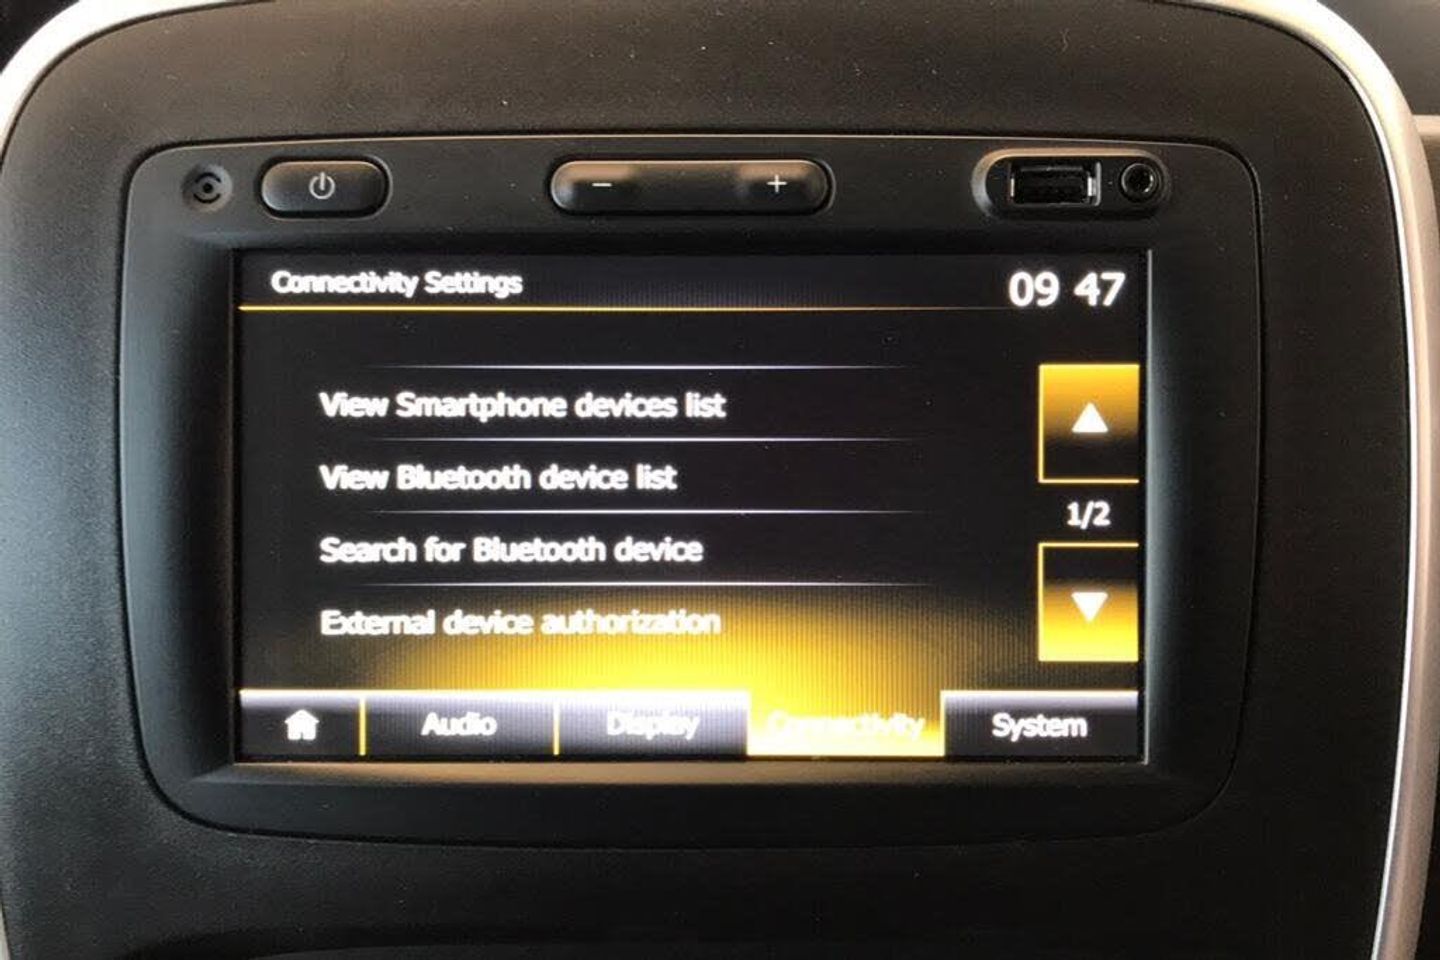 − +
Connectivity Settings 09 47
View Smartphone devices list
View Bluetooth device list
1/2
Search for Bluetooth device
External device authorization
Audio Display Connectivity System